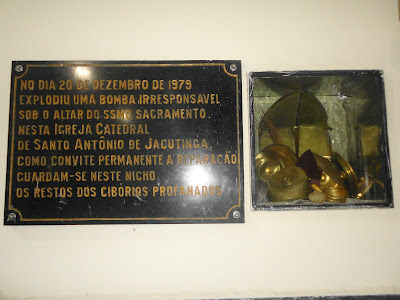 NO DIA 20 DE DEZEMBRO DE 1979
EXPLODIU UMA BOMBA IRRESPONSAVEL
SOB O ALTAR DO SSMO SACRAMENTO
NESTA IGREJA CATEDRAL
DE SANTO ANTÔNIO DE JACUTINGA.
COMO CONVITE PERMANENTE A REPARAÇÃO
GUARDAM-SE NESTE NICHO
OS RESTOS DOS CIBÓRIOS PROFANADOS